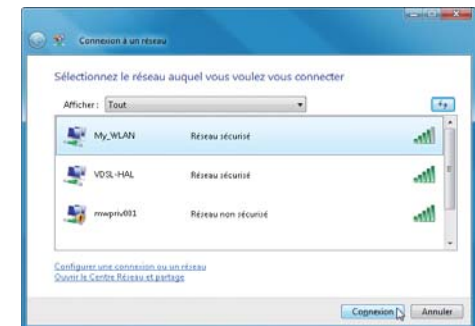 Connexion à un réseau
Sélectionnez le réseau auquel vous voulez vous connecter
Afficher : Tout
My_WLAN Réseau sécurisé
VDSL-HAL Réseau sécurisé
mwpriv001 Réseau non sécurisé
Configurer une connexion ou un réseau
Ouvrir le Centre Réseau et partage
Connexion Annuler